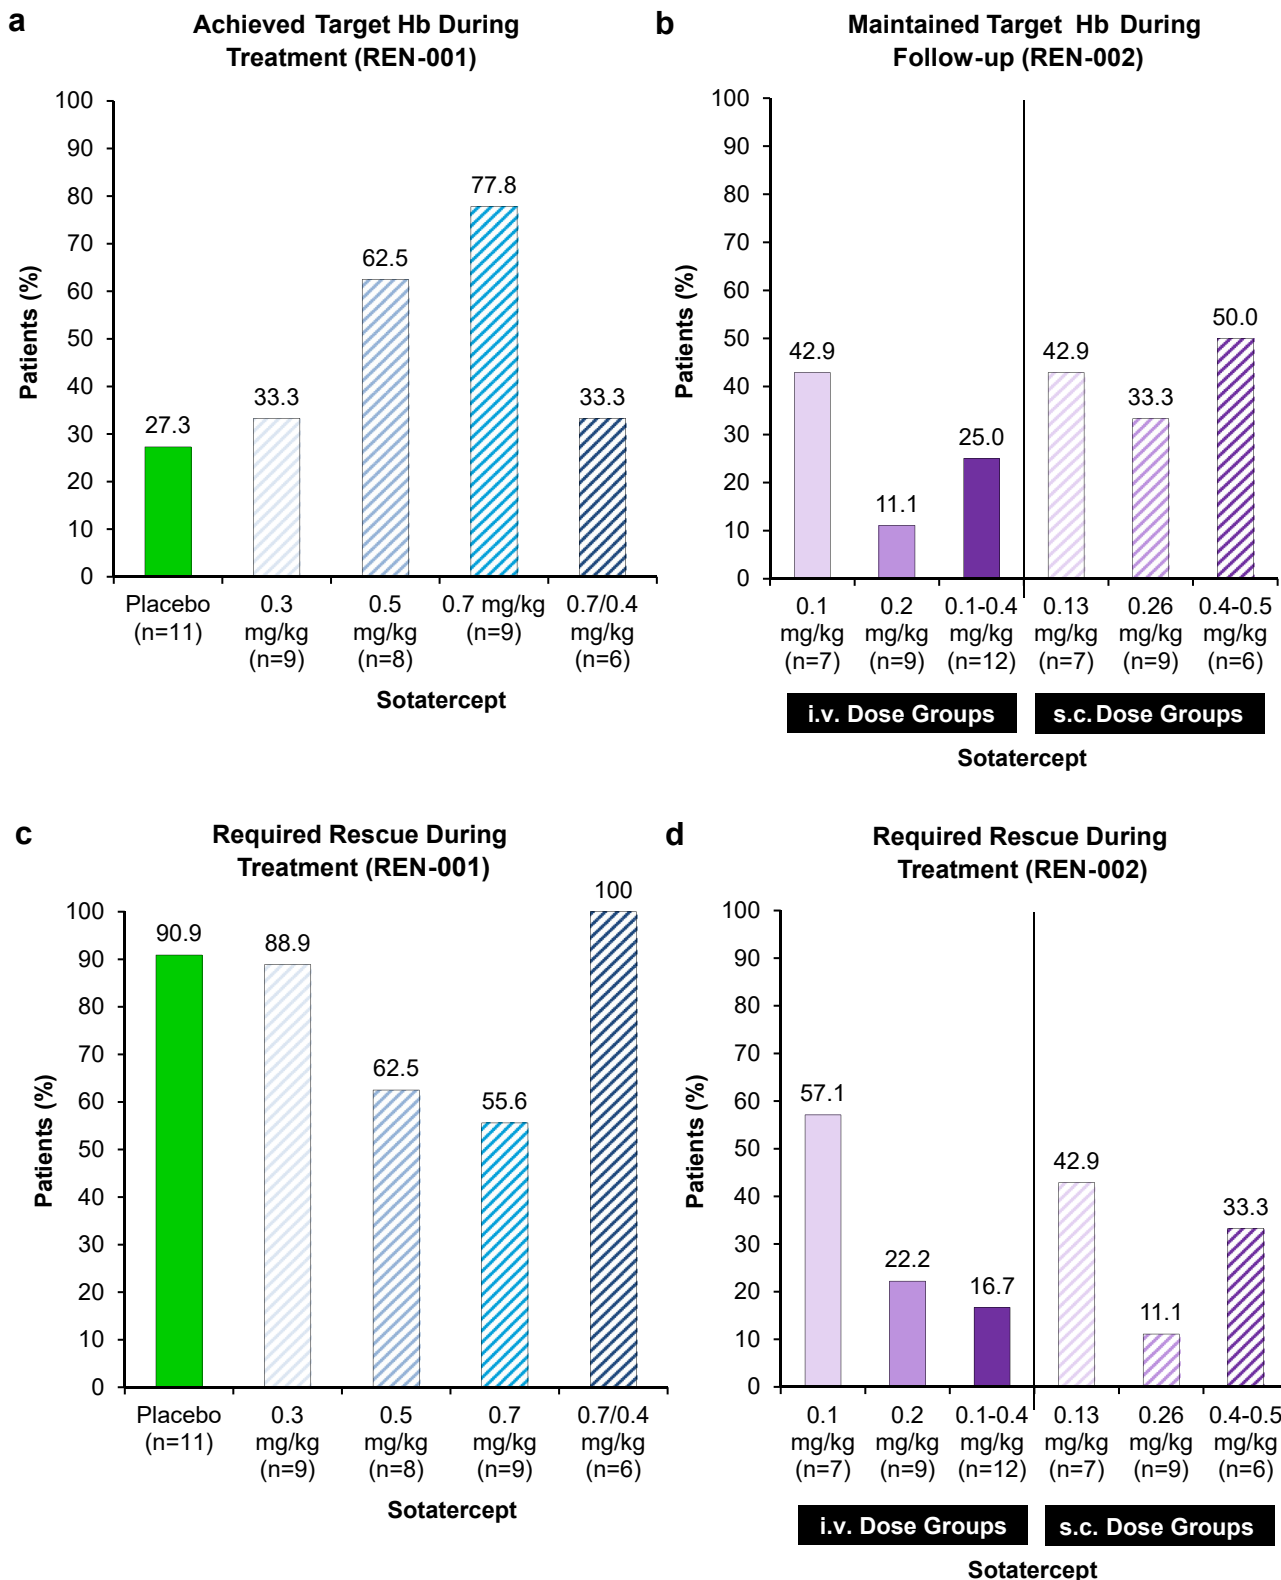 a
Achieved Target Hb During
Treatment (REN-001)
Patients (%)
100
90
80
70
60
50
40
30
20
10
0
27.3
33.3
62.5
77.8
33.3
Placebo
(n=11)
0.3
mg/kg
(n=9)
0.5
mg/kg
(n=8)
0.7 mg/kg
(n=9)
0.7/0.4
mg/kg
(n=6)
Sotatercept
b
Maintained Target Hb During
Follow-up (REN-002)
Patients (%)
100
90
80
70
60
50
40
30
20
10
0
42.9
11.1
25.0
42.9
33.3
50.0
0.1
mg/kg
(n=7)
0.2
mg/kg
(n=9)
0.1-0.4
mg/kg
(n=12)
0.13
mg/kg
(n=7)
0.26
mg/kg
(n=9)
0.4-0.5
mg/kg
(n=6)
i.v. Dose Groups
s.c. Dose Groups
Sotatercept
c
Required Rescue During
Treatment (REN-001)
Patients (%)
100
90
80
70
60
50
40
30
20
10
0
90.9
88.9
62.5
55.6
100
Placebo
(n=11)
0.3
mg/kg
(n=9)
0.5
mg/kg
(n=8)
0.7
mg/kg
(n=9)
0.7/0.4
mg/kg
(n=6)
Sotatercept
d
Required Rescue During
Treatment (REN-002)
Patients (%)
100
90
80
70
60
50
40
30
20
10
0
57.1
22.2
16.7
42.9
11.1
33.3
0.1
mg/kg
(n=7)
0.2
mg/kg
(n=9)
0.1-0.4
mg/kg
(n=12)
0.13
mg/kg
(n=7)
0.26
mg/kg
(n=9)
0.4-0.5
mg/kg
(n=6)
i.v. Dose Groups
s.c. Dose Groups
Sotatercept